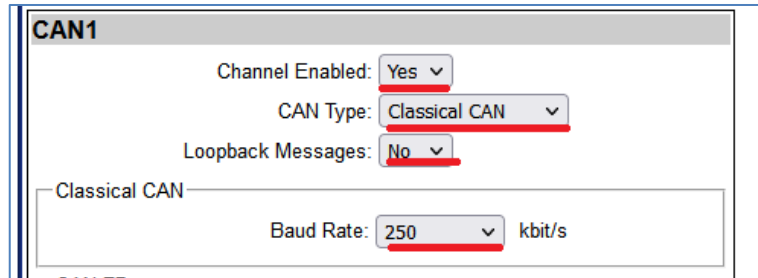 CAN1
Channel Enabled: Yes
CAN Type: Classical CAN
Loopback Messages: No
Classical CAN
Baud Rate: 250 kbit/s